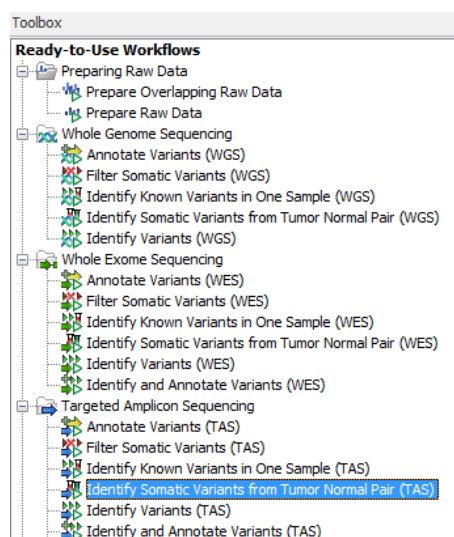 Toolbox
Ready-to-Use Workflows
Preparing Raw Data
Prepare Overlapping Raw Data
Prepare Raw Data
Whole Genome Sequencing
Annotate Variants (WGS)
Filter Somatic Variants (WGS)
Identify Known Variants in One Sample (WGS)
Identify Somatic Variants from Tumor Normal Pair (WGS)
Identify Variants (WGS)
Whole Exome Sequencing
Annotate Variants (WES)
Filter Somatic Variants (WES)
Identify Known Variants in One Sample (WES)
Identify Somatic Variants from Tumor Normal Pair (WES)
Identify Variants (WES)
Identify and Annotate Variants (WES)
Targeted Amplicon Sequencing
Annotate Variants (TAS)
Filter Somatic Variants (TAS)
Identify Known Variants in One Sample (TAS)
Identify Somatic Variants from Tumor Normal Pair (TAS)
Identify Variants (TAS)
Identify and Annotate Variants (TAS)